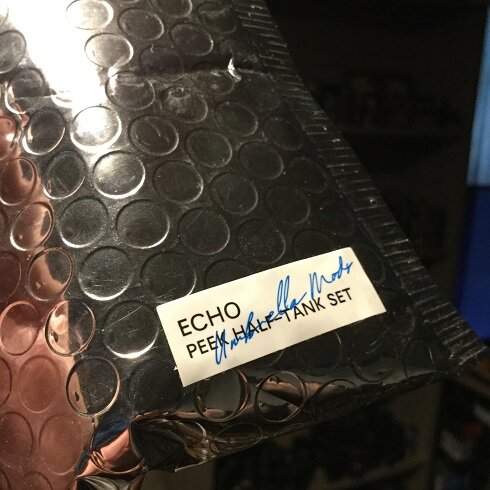 ECHO
Umbrella Mods
PEEK HALF TANK SET